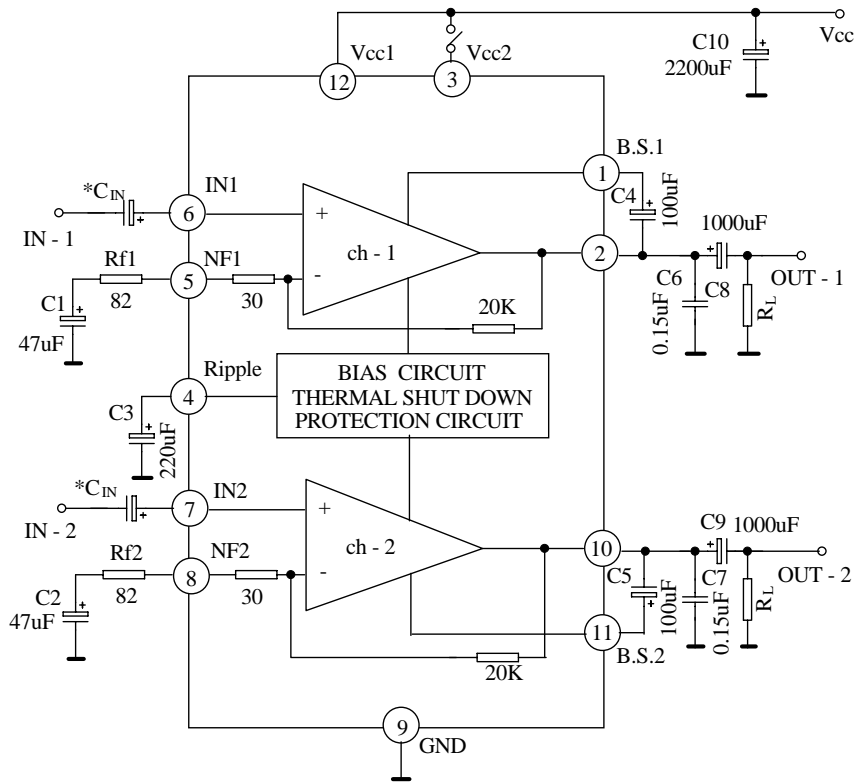 Vcc1
Vcc2
Vcc
C10
2200uF
12
3
B.S.1
1
C4
100uF
*CIN
IN1
6
IN - 1
+
ch - 1
-
2
1000uF
OUT - 1
Rf1
NF1
5
82
30
C1
47uF
20K
C6
0.15uF
C8
RL
Ripple
4
C3
220uF
BIAS CIRCUIT
THERMAL SHUT DOWN
PROTECTION CIRCUIT
*CIN
IN2
7
IN - 2
+
ch - 2
-
10
C9
1000uF
OUT - 2
Rf2
NF2
8
82
30
C2
47uF
C5
100uF
C7
0.15uF
RL
11
B.S.2
20K
9
GND